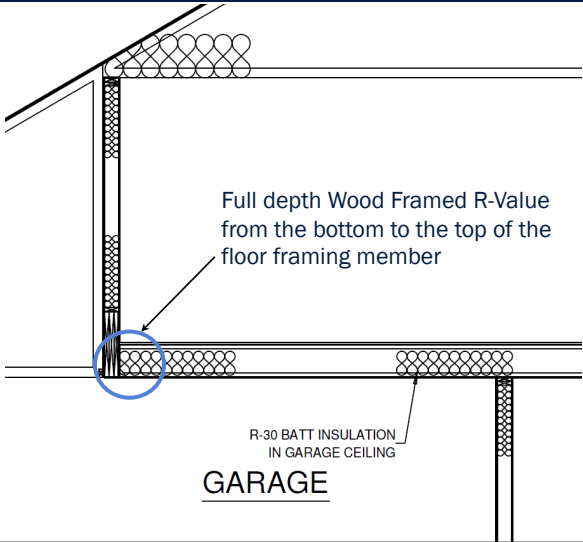 Full depth Wood Framed R-Value
from the bottom to the top of the
floor framing member
R-30 BATT INSULATION
IN GARAGE CEILING
GARAGE